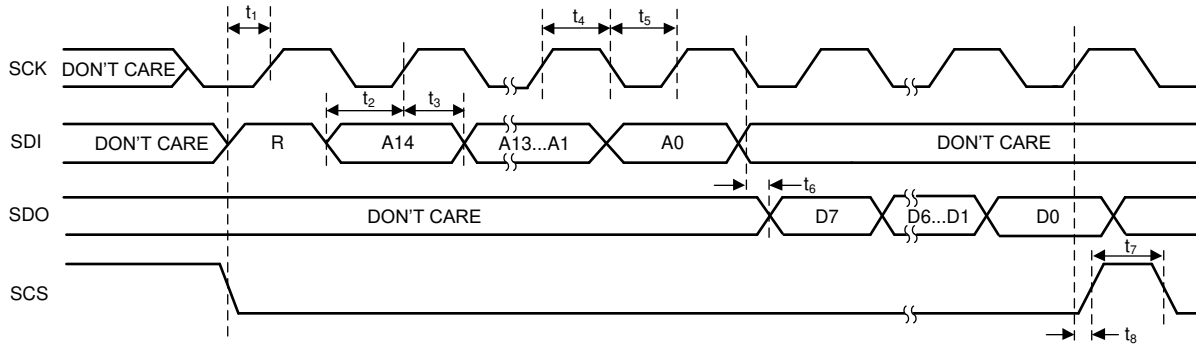 t1
t4
t5
SCK
DON'T CARE
t2
t3
SDI
DON'T CARE
R
A14
A13...A1
A0
DON'T CARE
t6
SDO
DON'T CARE
D7
D6...D1
D0
t7
SCS
t8